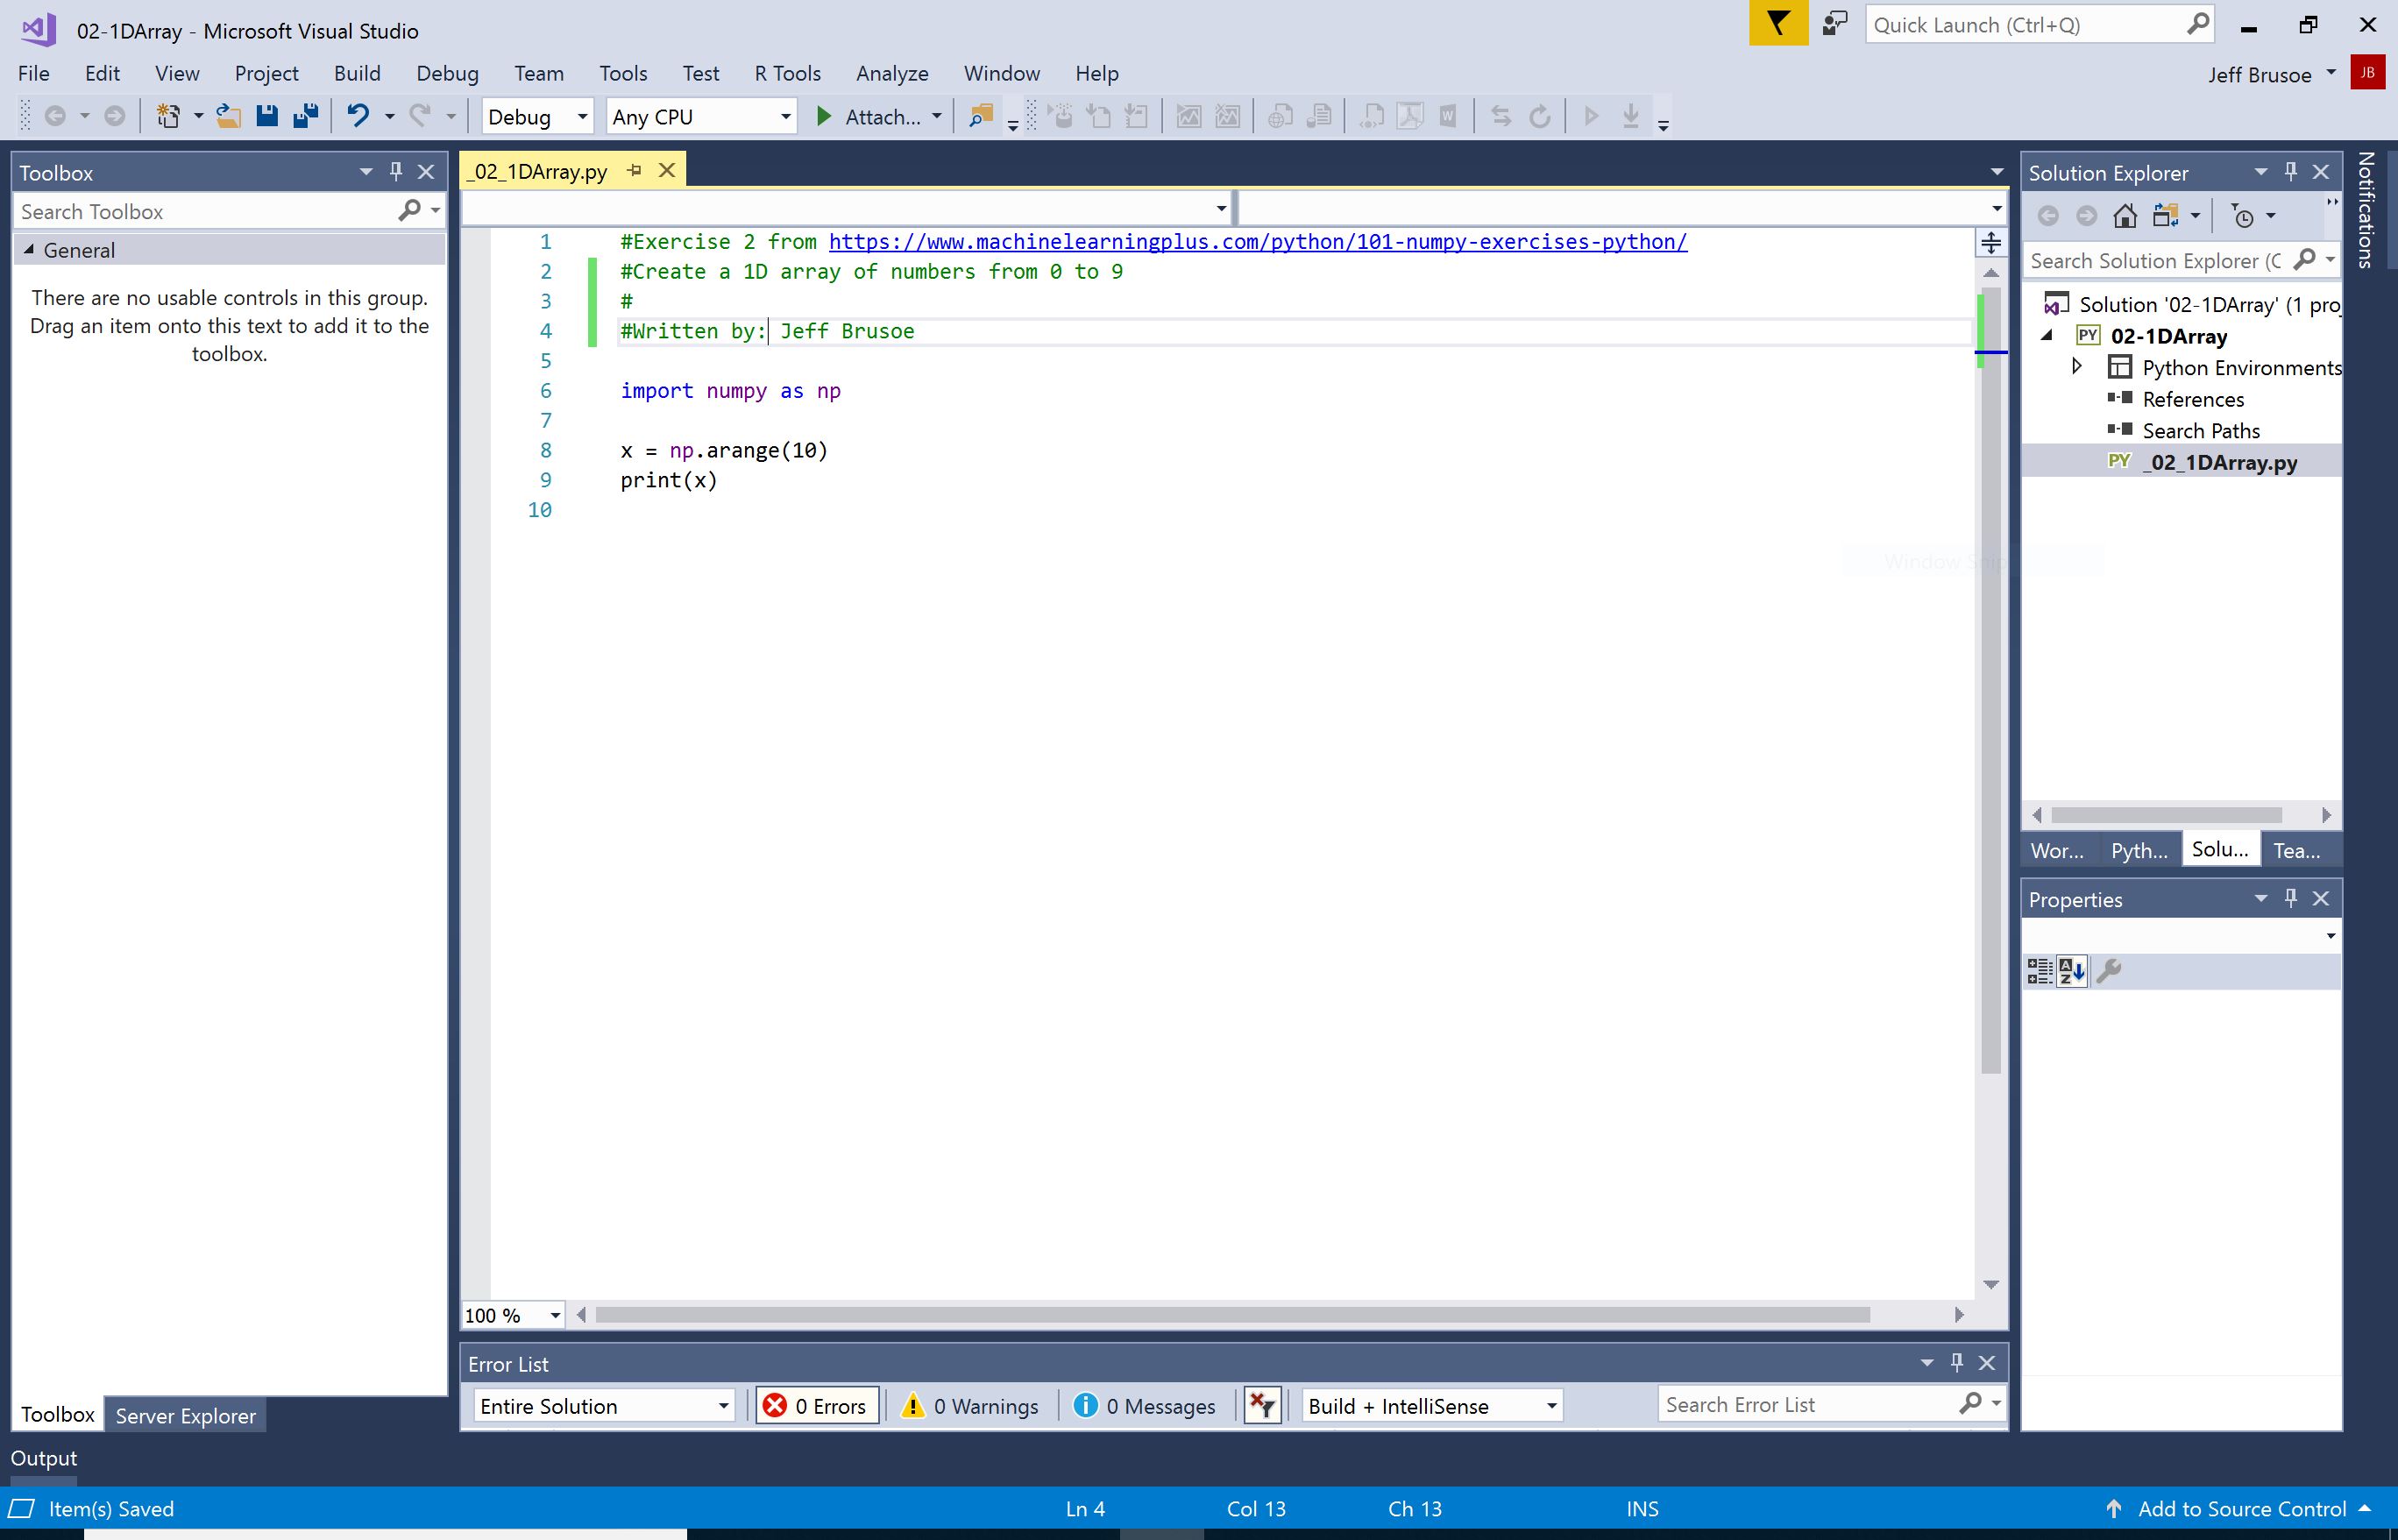 02-1DArray - Microsoft Visual Studio
Quick Launch (Ctrl+Q)
File Edit View Project Build Debug Team Tools Test R Tools Analyze Window Help
Jeff Brusoe JB
Debug Any CPU Attach...
Toolbox
Search Toolbox
General
There are no usable controls in this group.
Drag an item onto this text to add it to the
toolbox.
_02_1DArray.py
1 #Exercise 2 from https://www.machinelearningplus.com/python/101-numpy-exercises-python/
2 #Create a 1D array of numbers from 0 to 9
3 #
4 #Written by: Jeff Brusoe
5
6 import numpy as np
7
8 x = np.arange(10)
9 print(x)
10
Window Snip
100 %
Solution Explorer
Search Solution Explorer (C
Solution '02-1DArray' (1 pro
PY 02-1DArray
Python Environments
References
Search Paths
PY _02_1DArray.py
Wor... Pyth... Solu... Tea...
Properties
Notifications
Error List
Entire Solution 0 Errors 0 Warnings 0 Messages Build + IntelliSense Search Error List
Toolbox Server Explorer
Output
Item(s) Saved Ln 4 Col 13 Ch 13 INS Add to Source Control